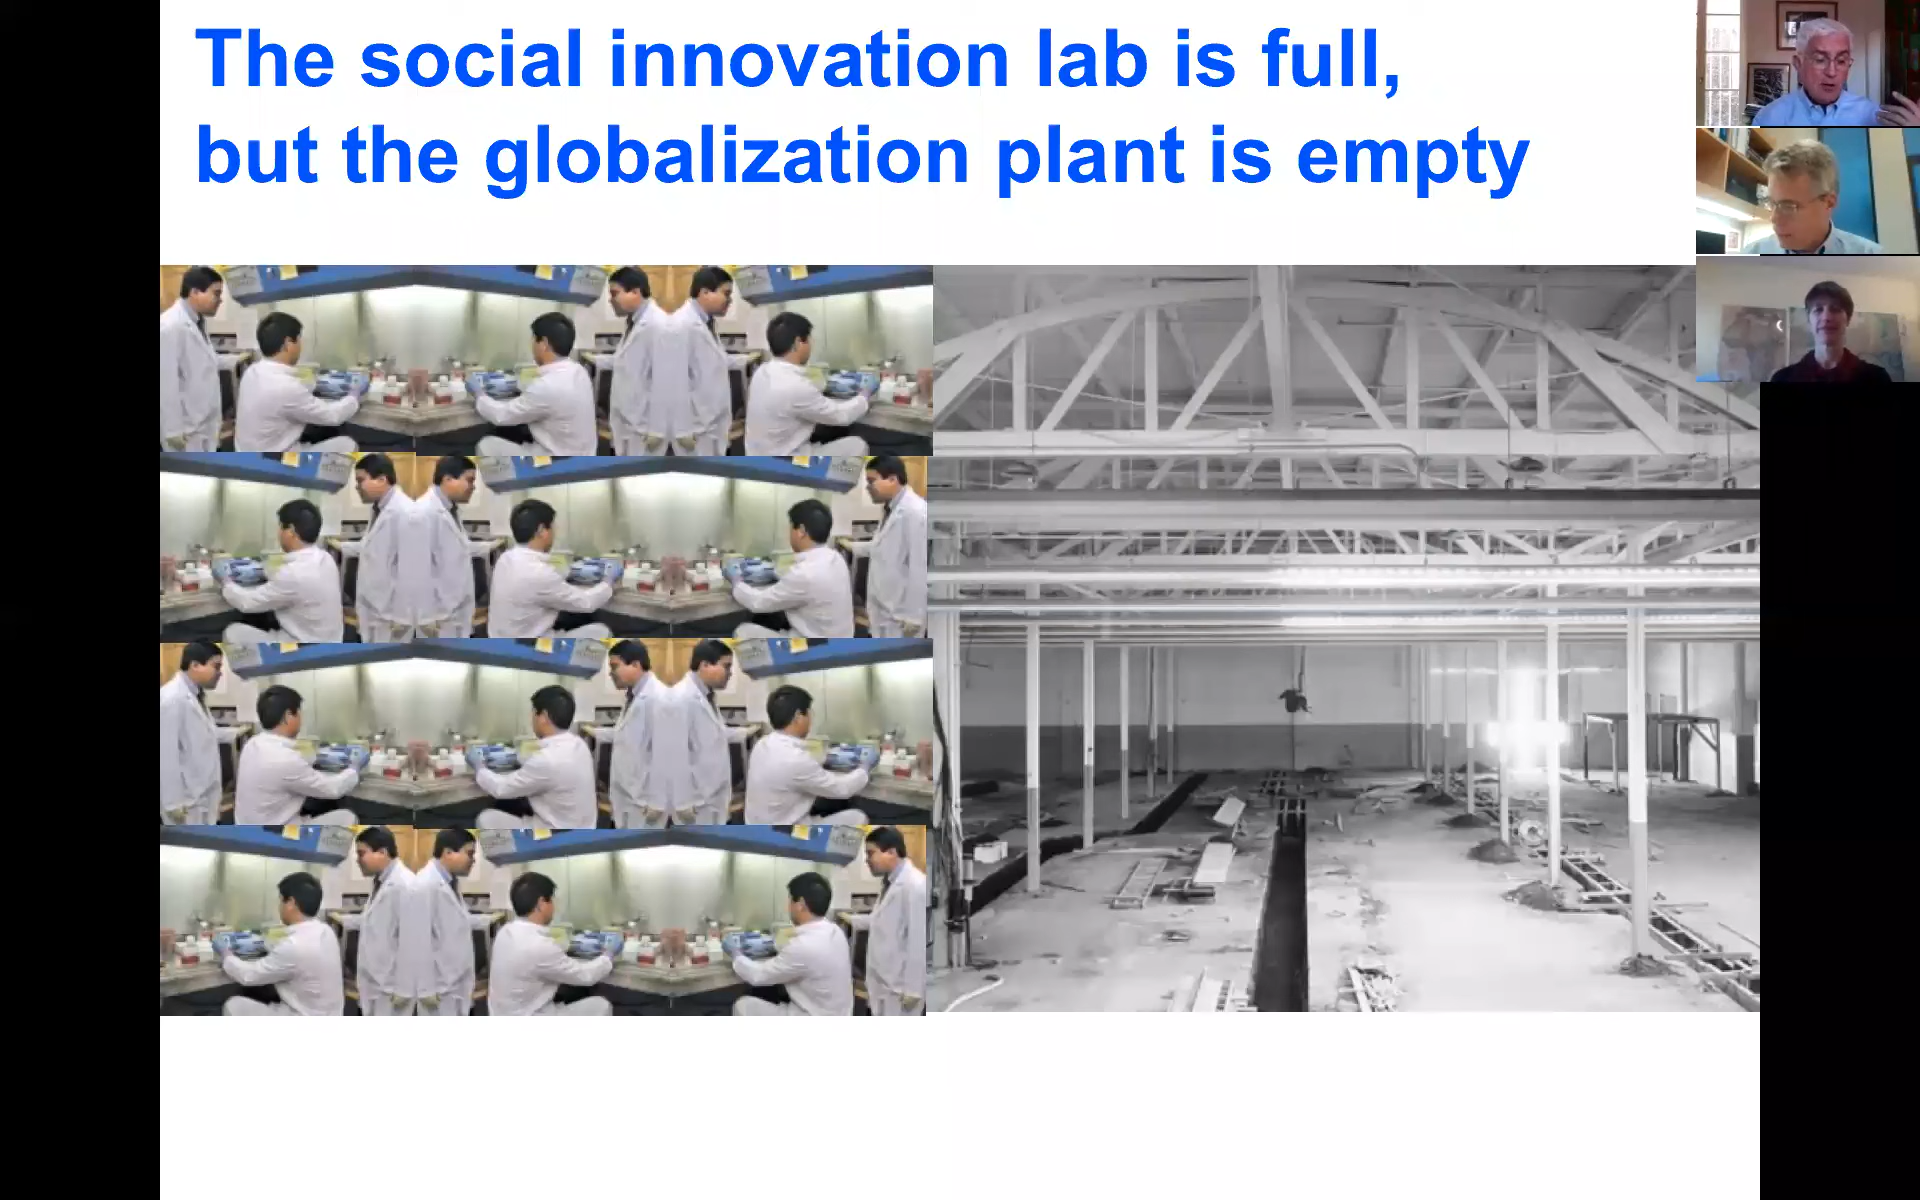 The social innovation lab is full,
but the globalization plant is empty